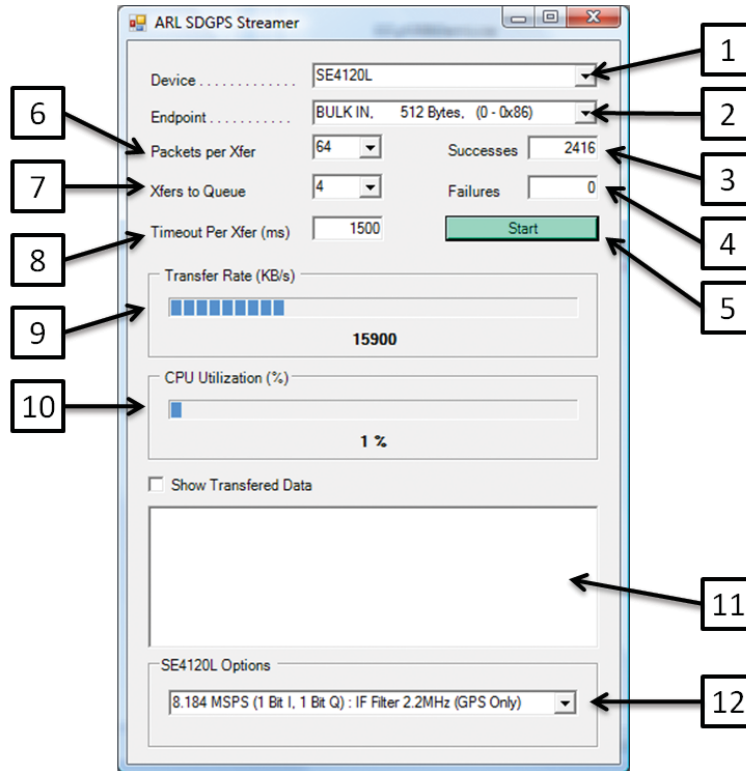 ARL SDGPS Streamer
1
Device . . . . . . . . . . . . . SE4120L
2
6
Endpoint . . . . . . . . . . . BULK IN, 512 Bytes, (0 - 0x86)
Packets per Xfer 64 Successes 2416
3
7
Xfers to Queue 4 Failures 0
4
8
Timeout Per Xfer (ms) 1500 Start
5
Transfer Rate (KB/s)
9
15900
CPU Utilization (%)
10
1 %
Show Transfered Data
11
SE4120L Options
8.184 MSPS (1 Bit I, 1 Bit Q) : IF Filter 2.2MHz (GPS Only)
12